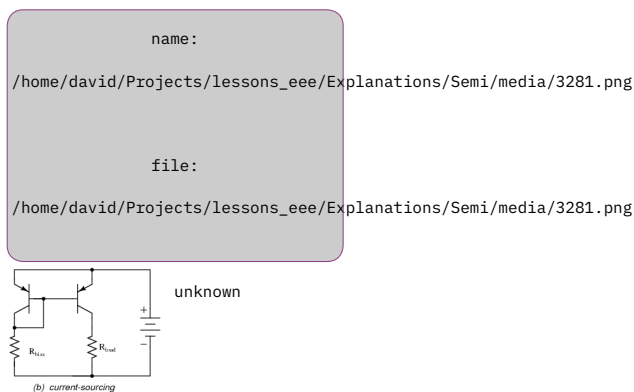 name:
/home/david/Projects/lessons_eee/Explanations/Semi/media/3281.png
file:
/home/david/Projects/lessons_eee/Explanations/Semi/media/3281.png
unknown
+
−
Rbias
Rload
(b) current-sourcing